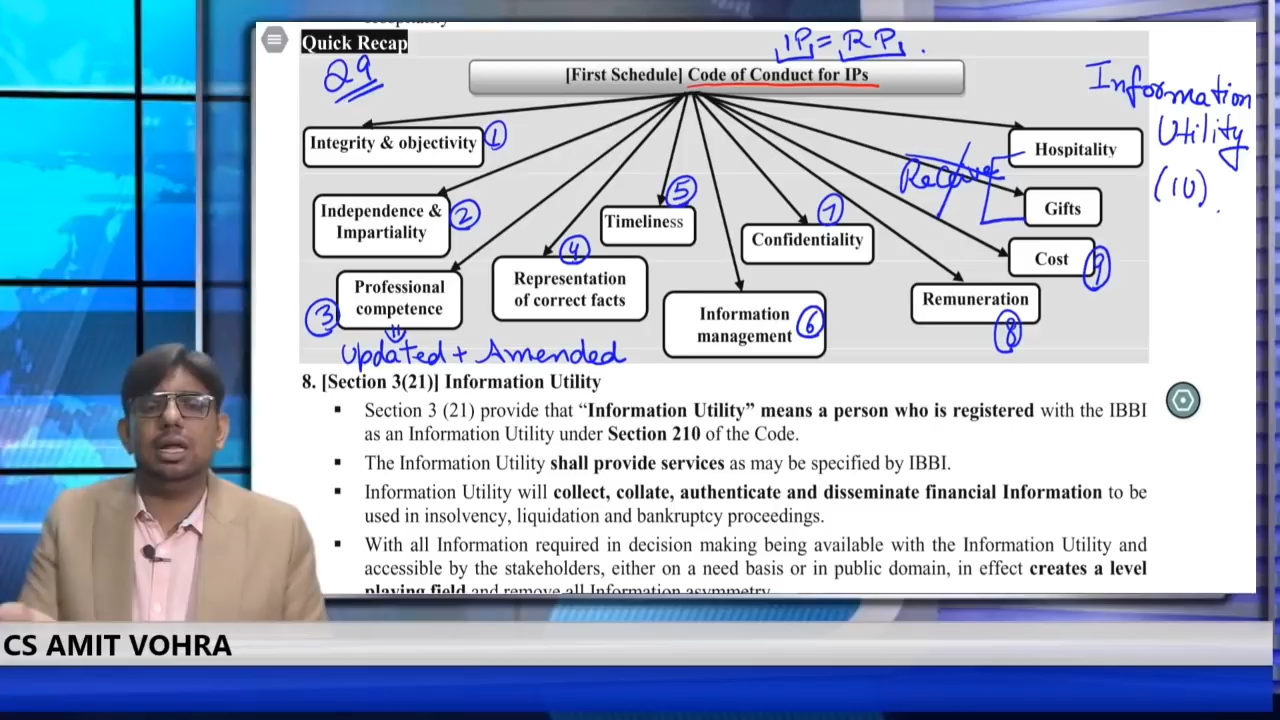 Quick Recap
IP = RP.
Q9
[First Schedule] Code of Conduct for IPs
Information
Utility
(IU).
Integrity & objectivity
1
Independence &
Impartiality
2
Professional
competence
3
Updated + Amended
Representation
of correct facts
4
Timeliness
5
Information
management
6
Confidentiality
7
Remuneration
8
Cost
9
Gifts
Hospitality
8. [Section 3(21)] Information Utility
▪ Section 3 (21) provide that “Information Utility” means a person who is registered with the IBBI
as an Information Utility under Section 210 of the Code.
▪ The Information Utility shall provide services as may be specified by IBBI.
▪ Information Utility will collect, collate, authenticate and disseminate financial Information to be
used in insolvency, liquidation and bankruptcy proceedings.
▪ With all Information required in decision making being available with the Information Utility and
accessible by the stakeholders, either on a need basis or in public domain, in effect creates a level
playing field and remove all Information asymmetry
CS AMIT VOHRA